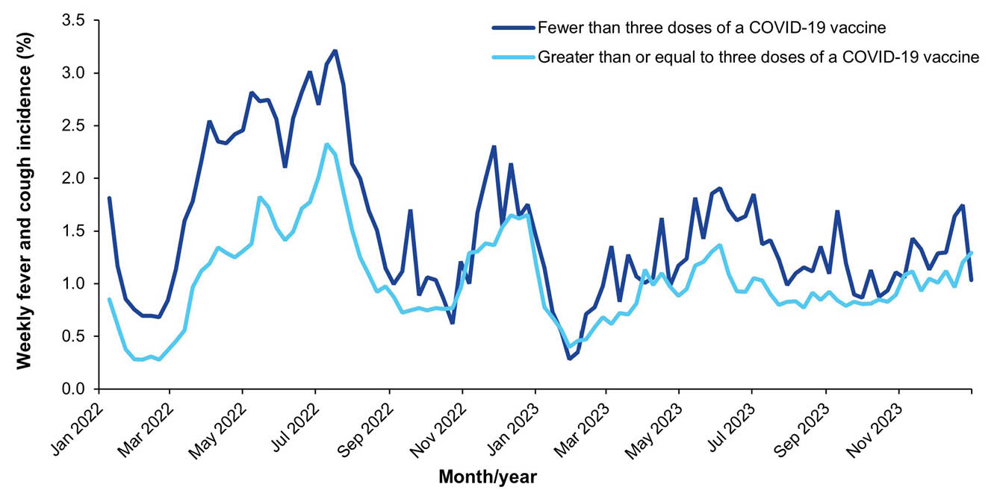 Weekly fever and cough incidence (%)
3.5
3.0
2.5
2.0
1.5
1.0
0.5
0.0
Fewer than three doses of a COVID-19 vaccine
Greater than or equal to three doses of a COVID-19 vaccine
Jan 2022
Mar 2022
May 2022
Jul 2022
Sep 2022
Nov 2022
Jan 2023
Mar 2023
May 2023
Jul 2023
Sep 2023
Nov 2023
Month/year